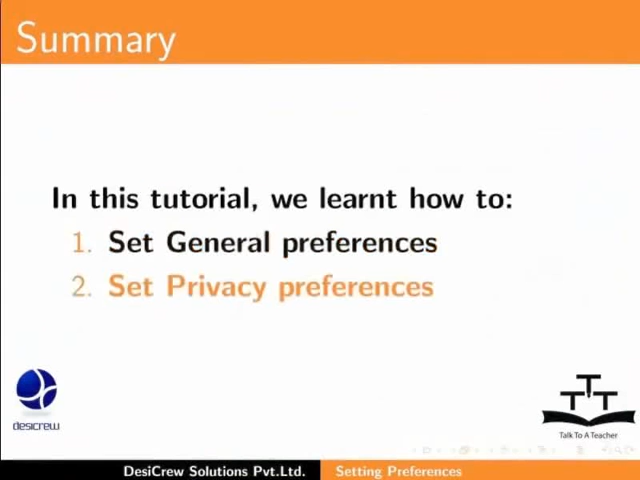 Summary
In this tutorial, we learnt how to:
1. Set General preferences
2. Set Privacy preferences
desicrew
T T T
Talk To A Teacher
DesiCrew Solutions Pvt.Ltd. Setting Preferences